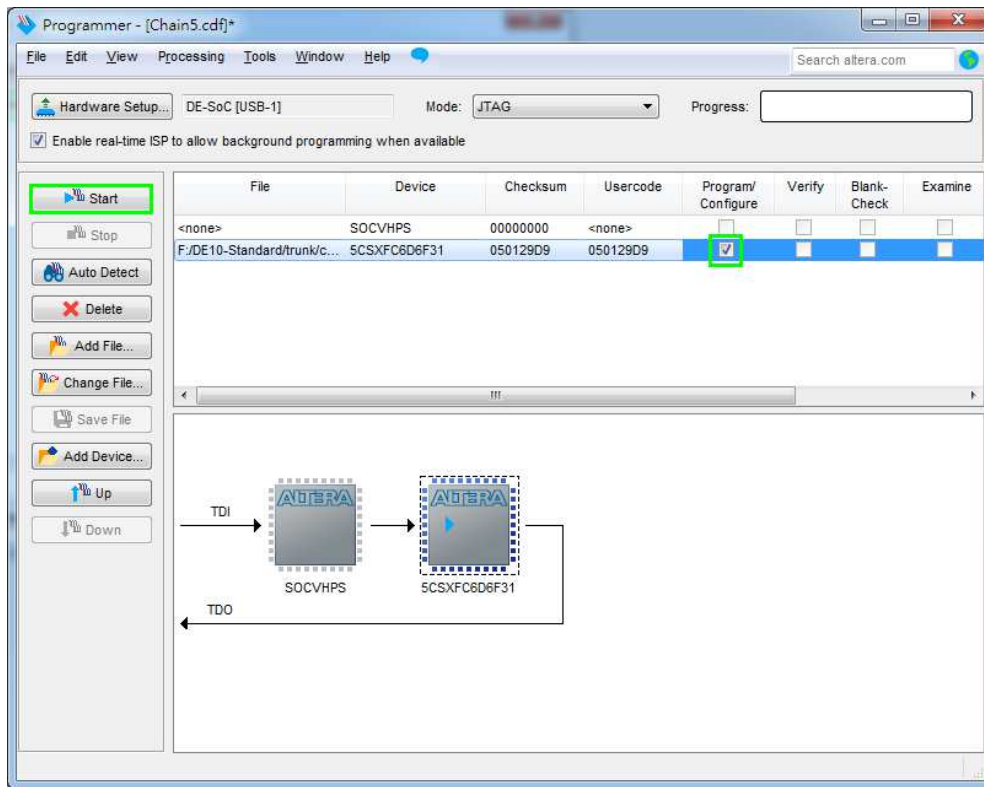 Programmer - [Chain5.cdf]*
File Edit View Processing Tools Window Help
Search altera.com
Hardware Setup... DE-SoC [USB-1] Mode: JTAG Progress:
Enable real-time ISP to allow background programming when available
Start
Stop
Auto Detect
Delete
Add File...
Change File...
Save File
Add Device...
Up
Down
File Device Checksum Usercode Program/ Configure Verify Blank- Check Examine
<none> SOCVHPS 00000000 <none>
F:/DE10-Standard/trunk/c... 5CSXFC6D6F31 050129D9 050129D9
TDI
ALTERA
ALTERA
SOCVHPS
5CSXFC6D6F31
TDO